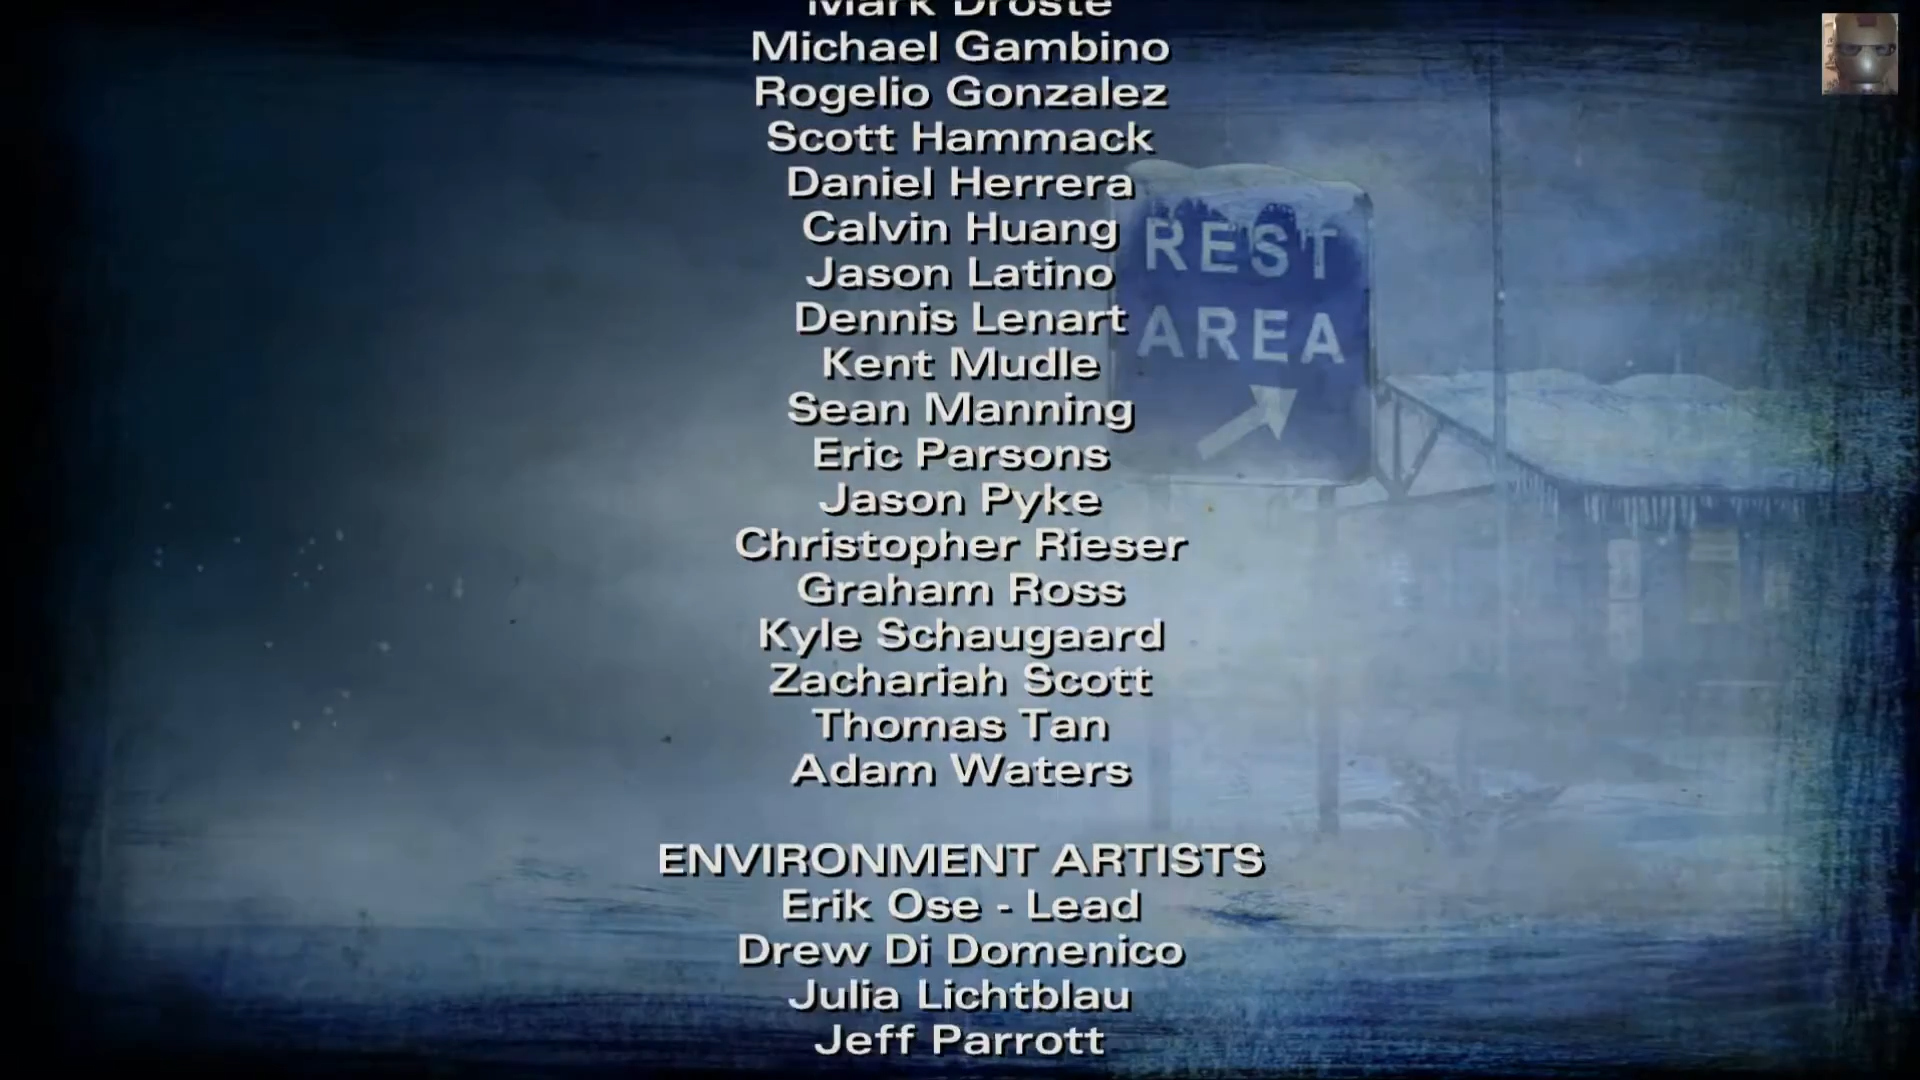 Mark Droste
Michael Gambino
Rogelio Gonzalez
Scott Hammack
Daniel Herrera
Calvin Huang
Jason Latino
Dennis Lenart
Kent Mudle
Sean Manning
Eric Parsons
Jason Pyke
Christopher Rieser
Graham Ross
Kyle Schaugaard
Zachariah Scott
Thomas Tan
Adam Waters
ENVIRONMENT ARTISTS
Erik Ose - Lead
Drew Di Domenico
Julia Lichtblau
Jeff Parrott
REST
AREA